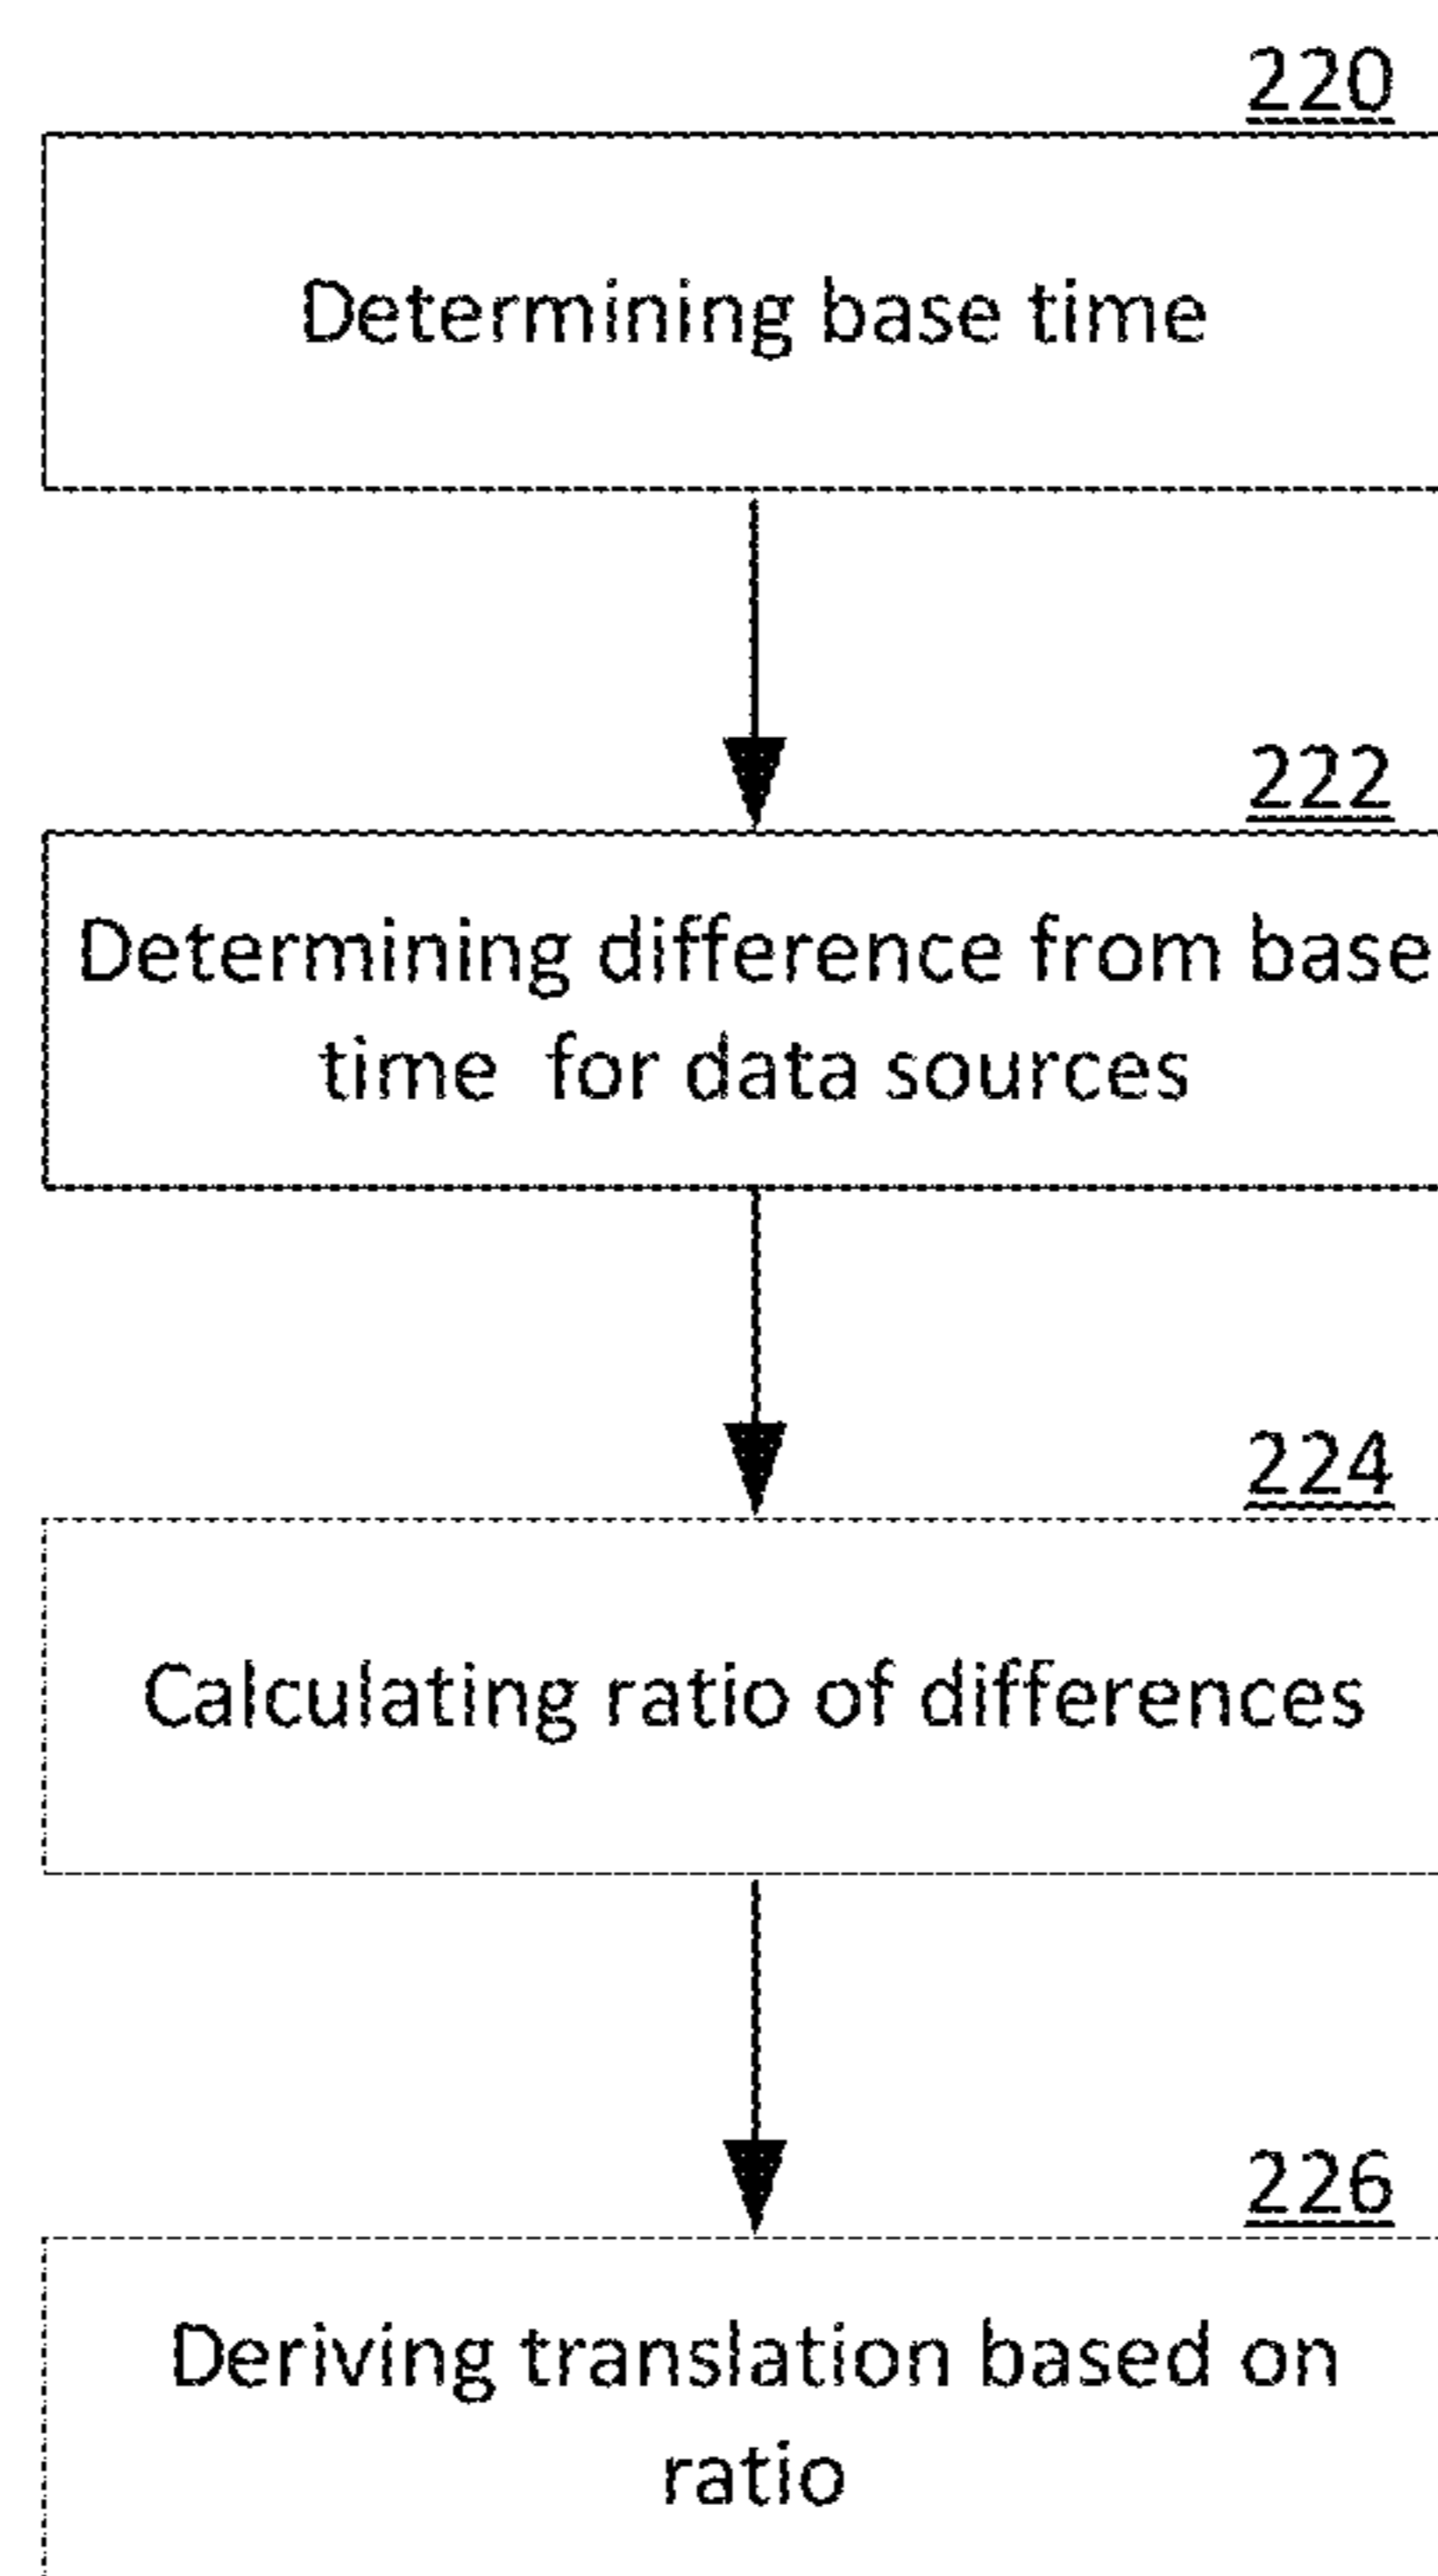 220
Determining base time
222
Determining difference from base
time for data sources
224
Calculating ratio of differences
226
Deriving translation based on
ratio